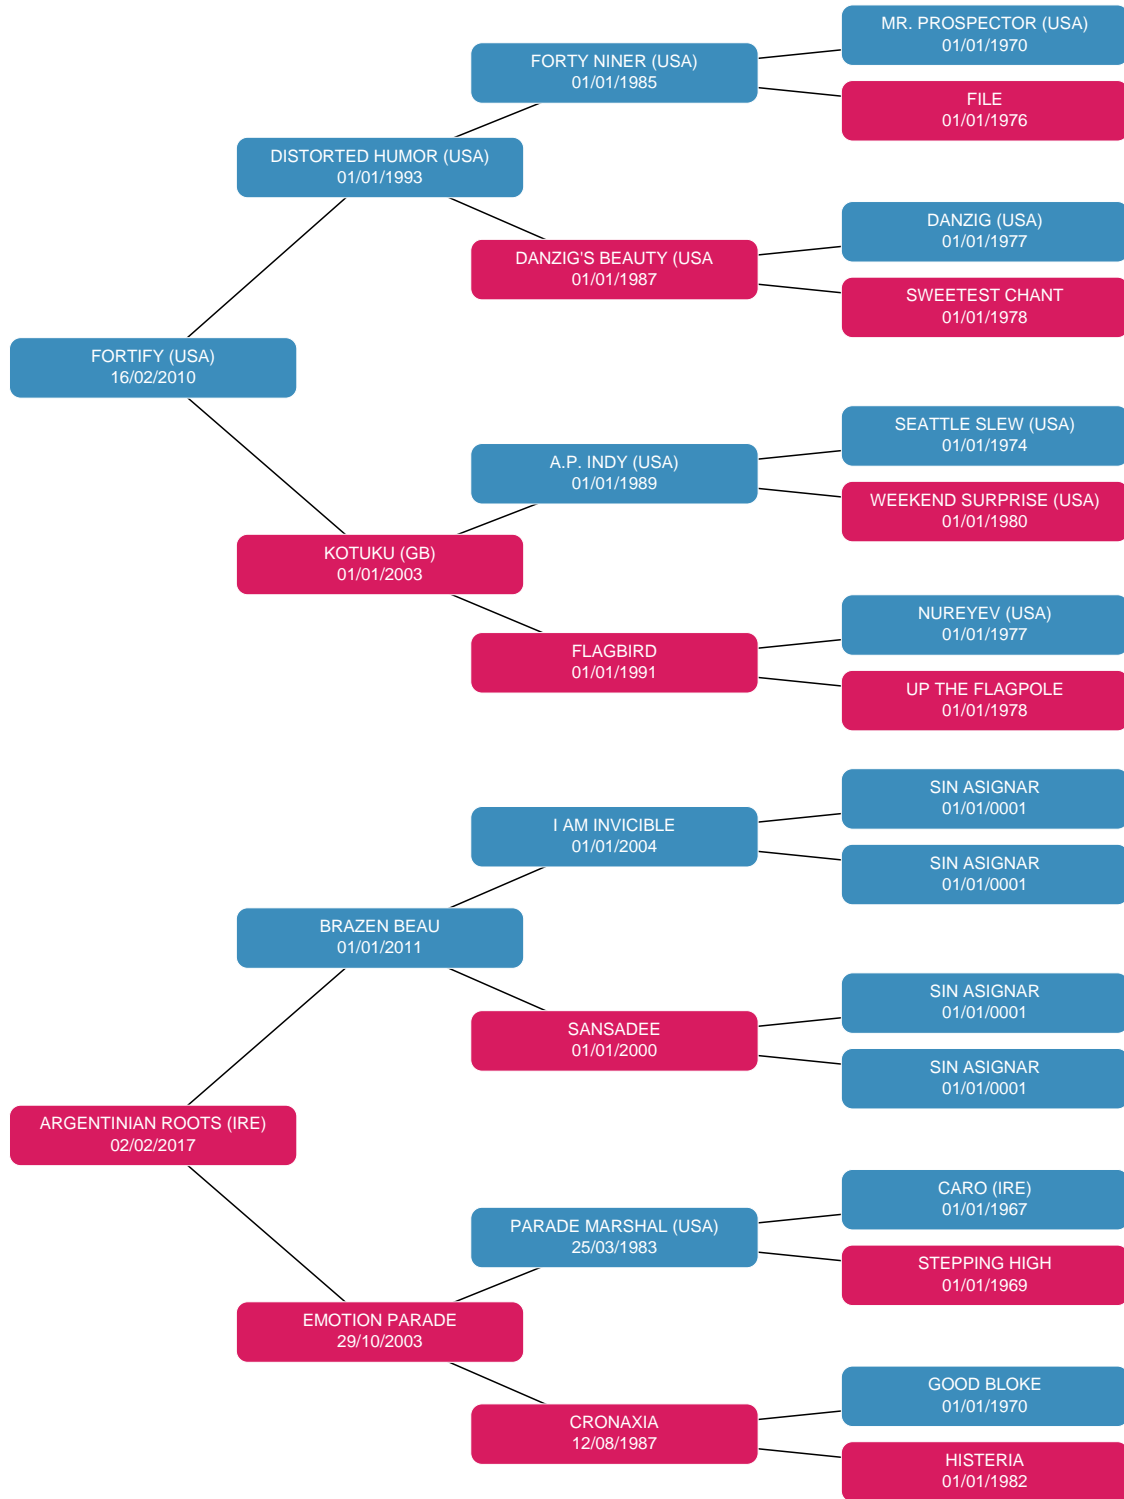 MR. PROSPECTOR (USA)
01/01/1970
FORTY NINER (USA)
01/01/1985
FILE
01/01/1976
DISTORTED HUMOR (USA)
01/01/1993
DANZIG (USA)
01/01/1977
DANZIG'S BEAUTY (USA
01/01/1987
SWEETEST CHANT
01/01/1978
FORTIFY (USA)
16/02/2010
SEATTLE SLEW (USA)
01/01/1974
A.P. INDY (USA)
01/01/1989
WEEKEND SURPRISE (USA)
01/01/1980
KOTUKU (GB)
01/01/2003
NUREYEV (USA)
01/01/1977
FLAGBIRD
01/01/1991
UP THE FLAGPOLE
01/01/1978
SIN ASIGNAR
01/01/0001
I AM INVICIBLE
01/01/2004
SIN ASIGNAR
01/01/0001
BRAZEN BEAU
01/01/2011
SIN ASIGNAR
01/01/0001
SANSADEE
01/01/2000
SIN ASIGNAR
01/01/0001
ARGENTINIAN ROOTS (IRE)
02/02/2017
CARO (IRE)
01/01/1967
PARADE MARSHAL (USA)
25/03/1983
STEPPING HIGH
01/01/1969
EMOTION PARADE
29/10/2003
GOOD BLOKE
01/01/1970
CRONAXIA
12/08/1987
HISTERIA
01/01/1982